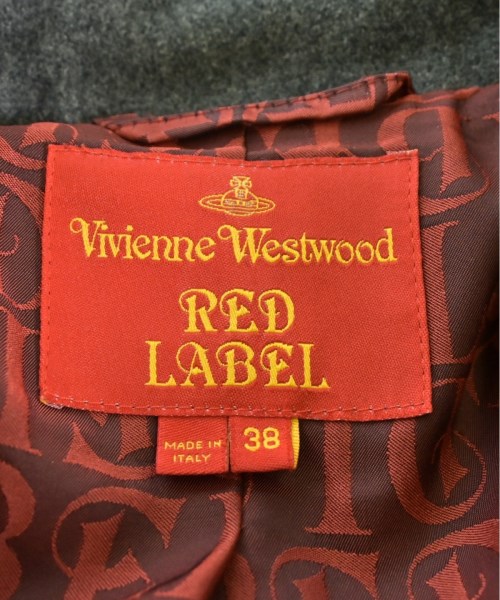 Vivienne Westwood
RED
LABEL
MADE IN
ITALY
38